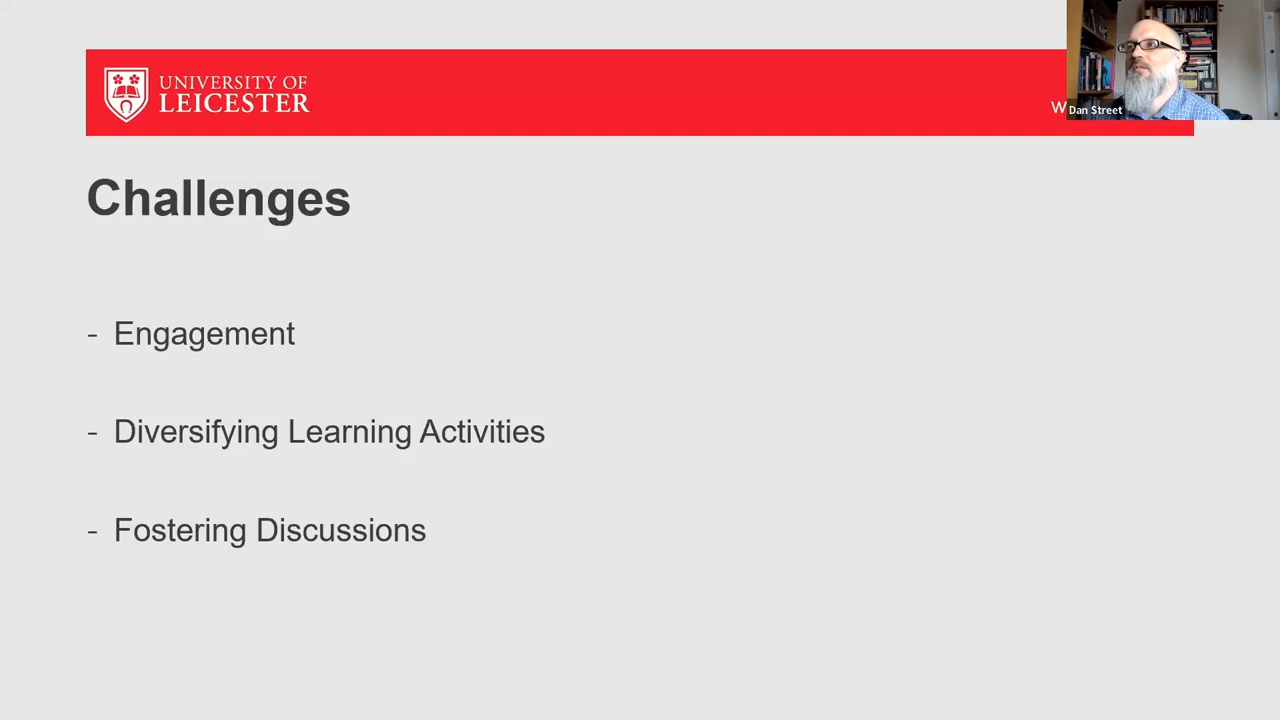 UNIVERSITY OF
LEICESTER
W
Dan Street
Challenges
- Engagement
- Diversifying Learning Activities
- Fostering Discussions